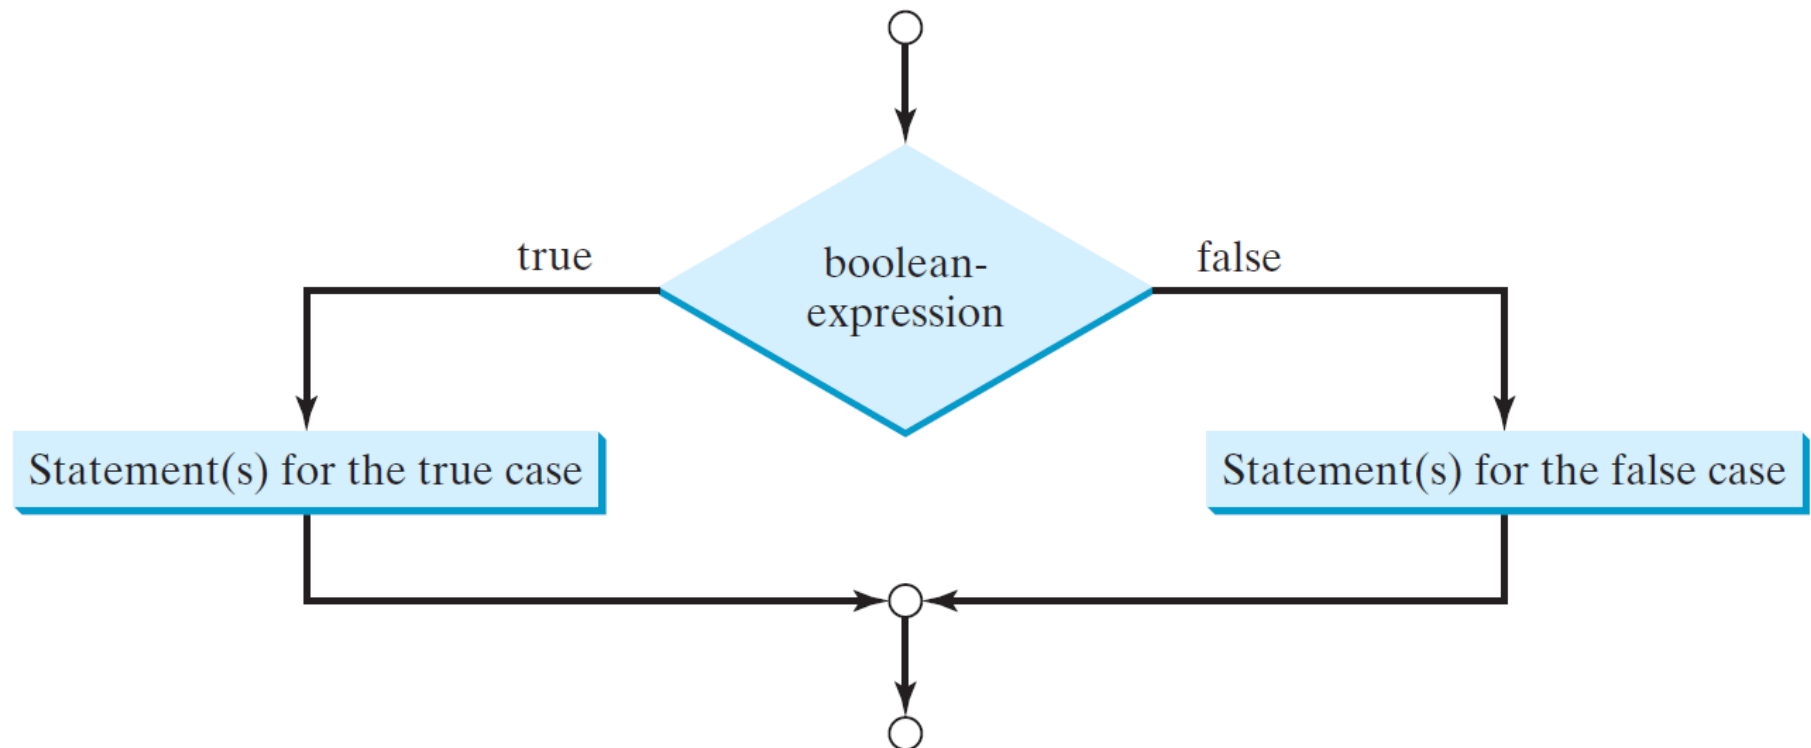 true
boolean-
expression
false
Statement(s) for the true case
Statement(s) for the false case